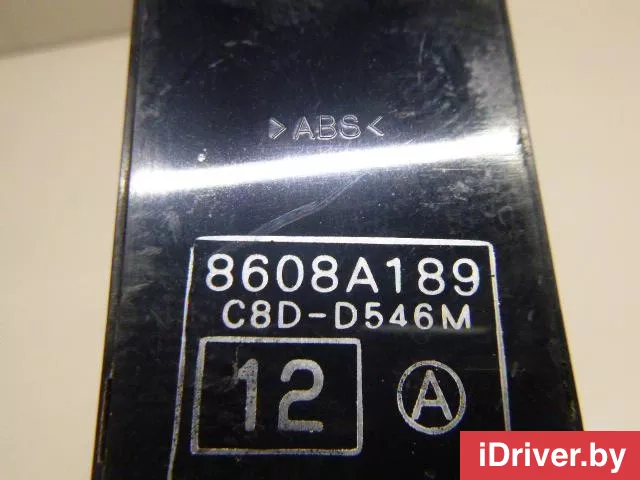 >ABS<
8608A189
C8D-D546M
12 A
iDriver.by